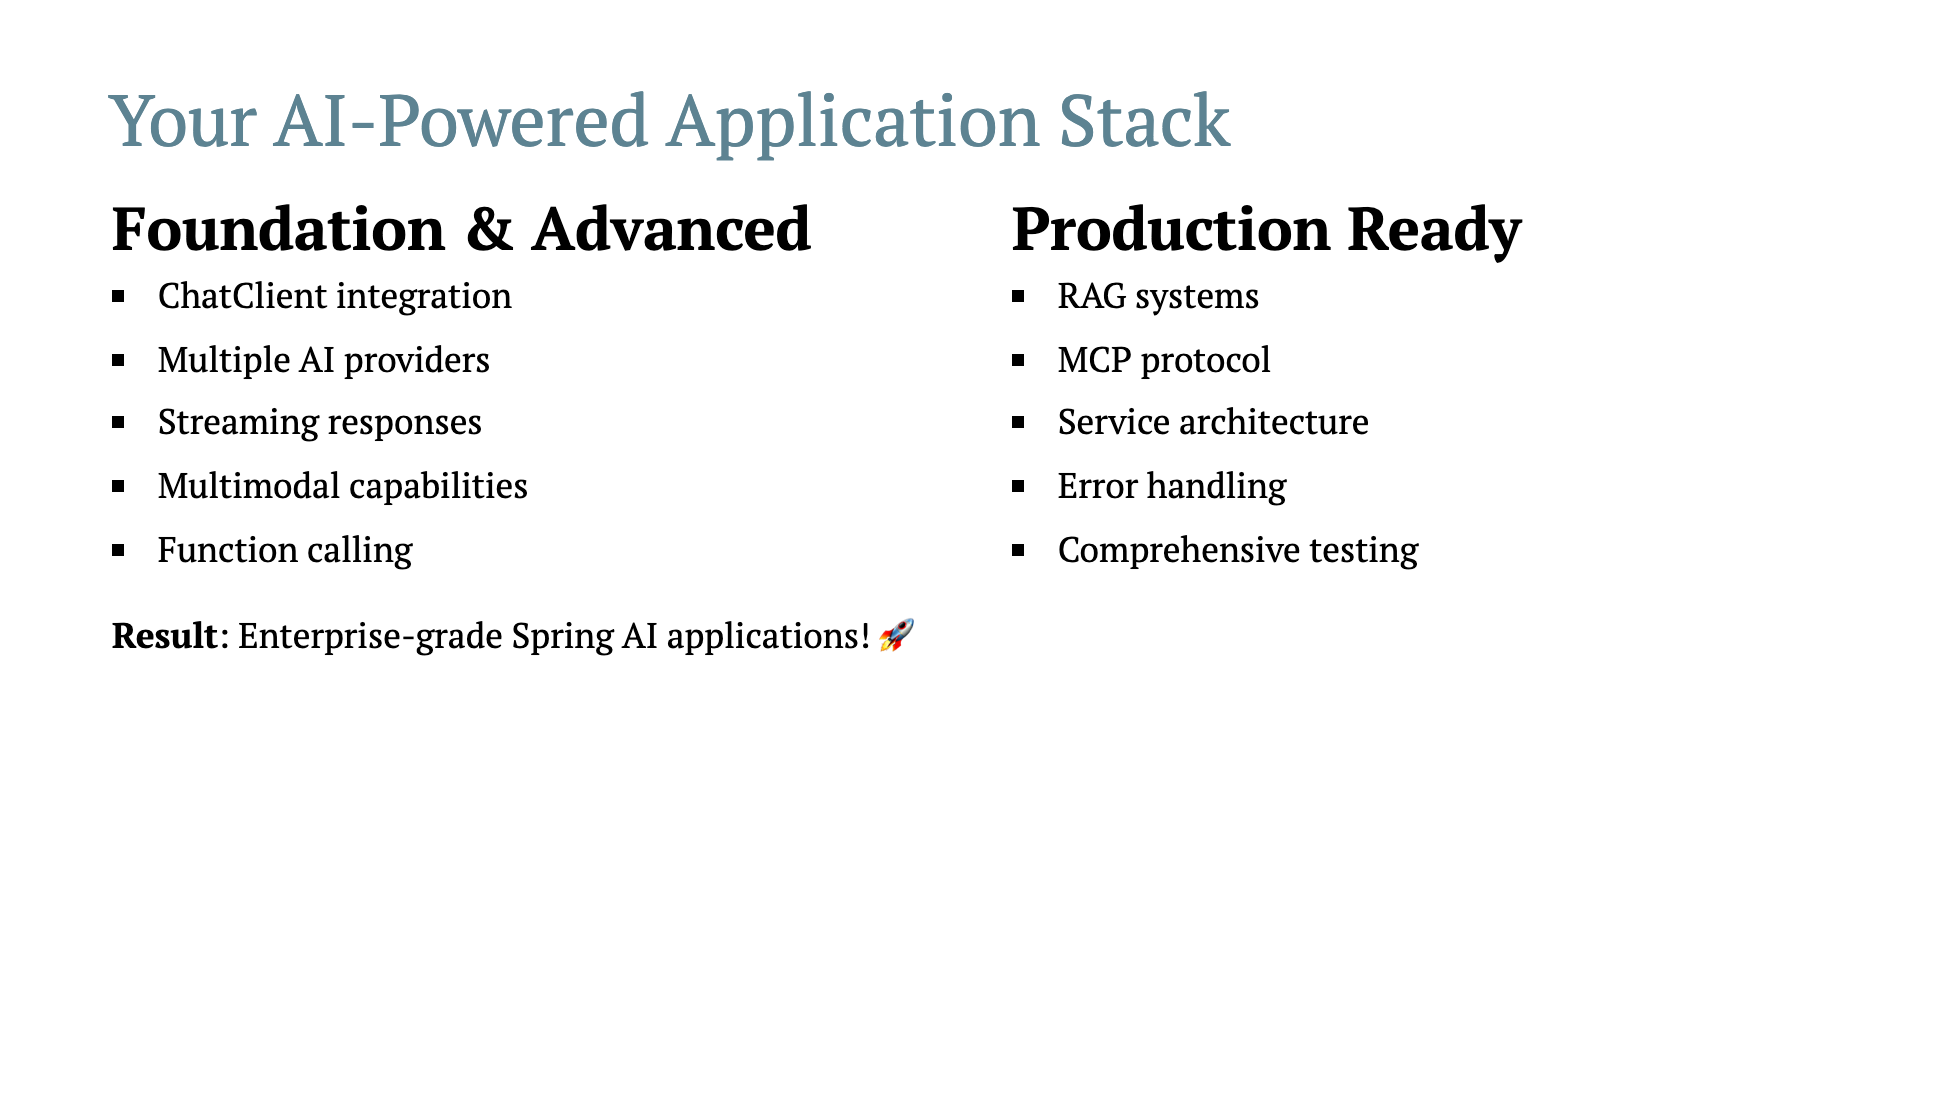 Your AI-Powered Application Stack
Foundation & Advanced
ChatClient integration
Multiple AI providers
Streaming responses
Multimodal capabilities
Function calling
Production Ready
RAG systems
MCP protocol
Service architecture
Error handling
Comprehensive testing
Result: Enterprise-grade Spring AI applications! 🚀